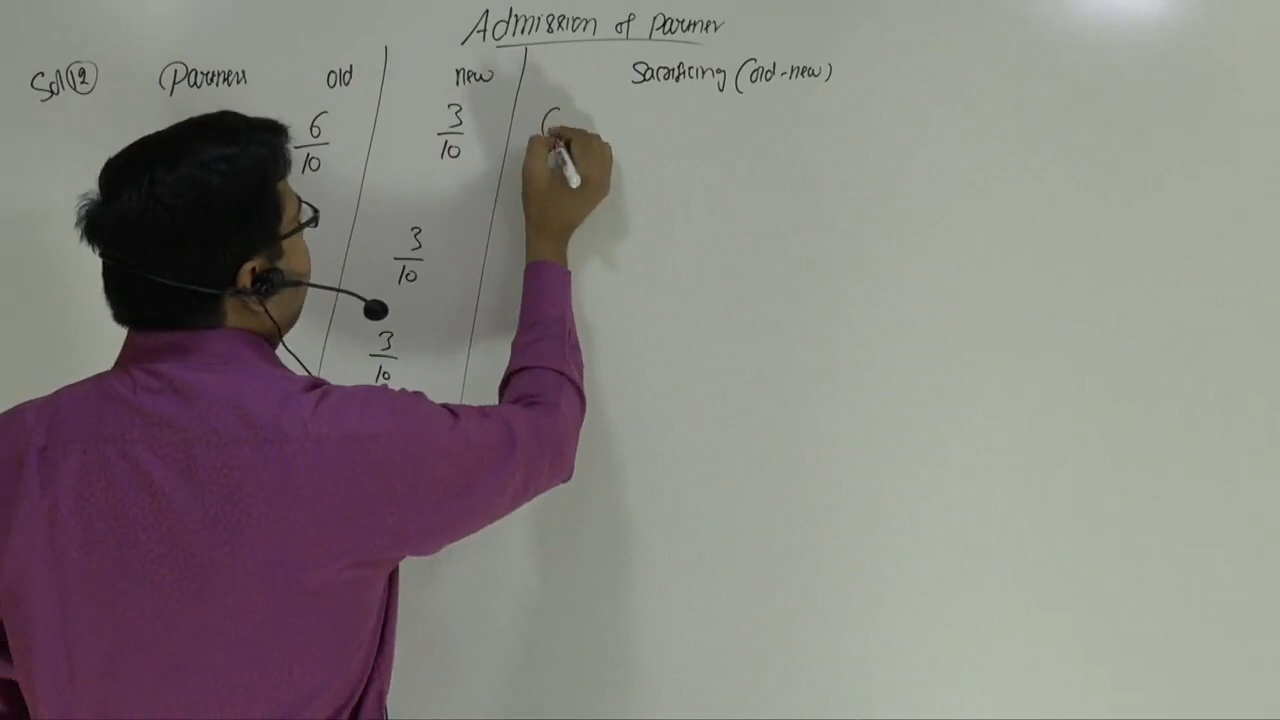 Admission of Partner
Sol 12 Partners old new Sacrificing (old-new)
6/10 3/10 6
3/10
3/10